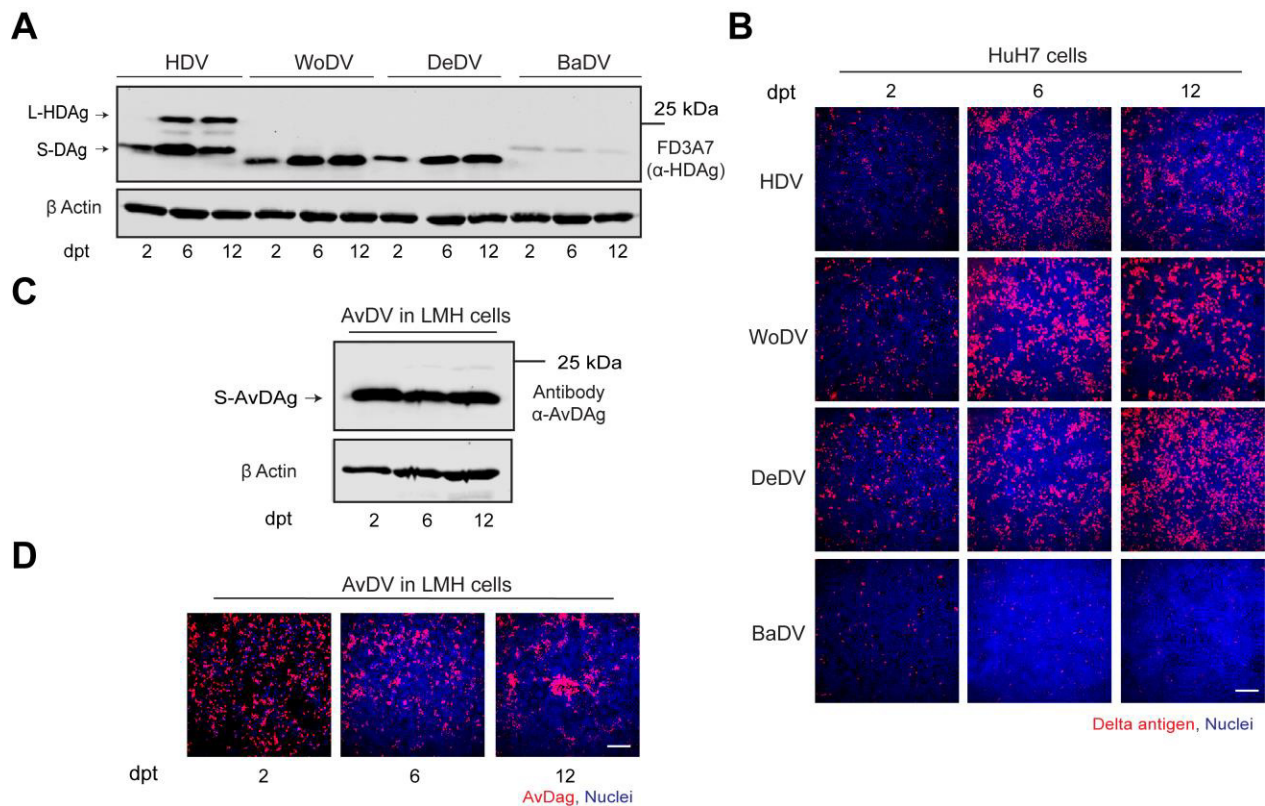 A
HDV WoDV DeDV BaDV
L-HDAg →
S-DAg →
25 kDa
FD3A7
(α-HDAg)
β Actin
dpt 2 6 12 2 6 12 2 6 12 2 6 12
B
HuH7 cells
dpt 2 6 12
HDV
WoDV
DeDV
BaDV
Delta antigen, Nuclei
C
AvDV in LMH cells
25 kDa
S-AvDAg →
Antibody
α-AvDAg
β Actin
dpt 2 6 12
D
AvDV in LMH cells
dpt 2 6 12
AvDag, Nuclei